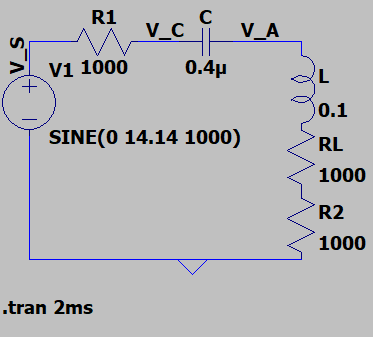 R1
V_C
C
V_A
V_S
V1
1000
0.4µ
L
0.1
SINE(0 14.14 1000)
RL
1000
R2
1000
.tran 2ms